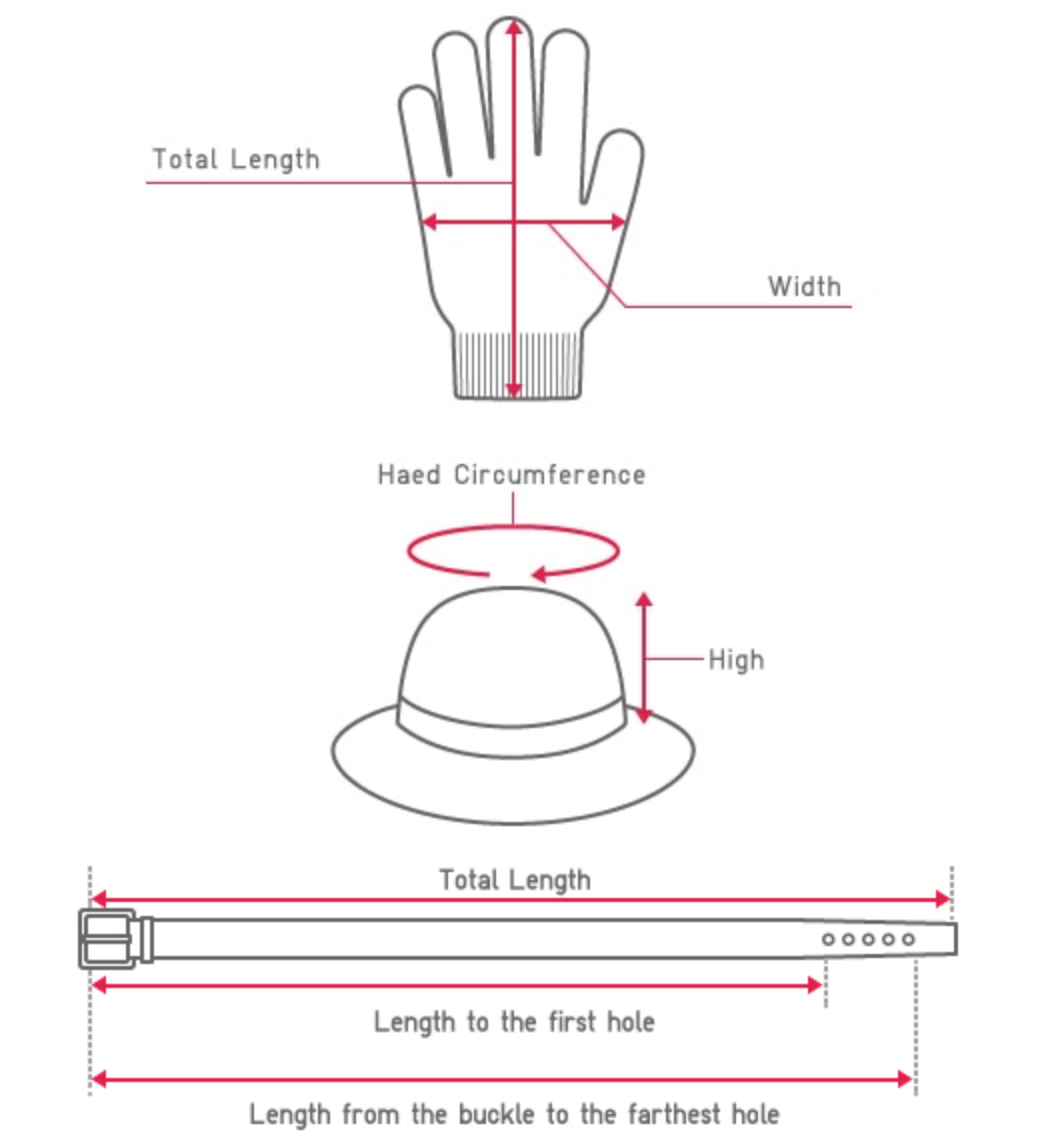 Total Length
Width
Haed Circumference
High
Total Length
Length to the first hole
Length from the buckle to the farthest hole